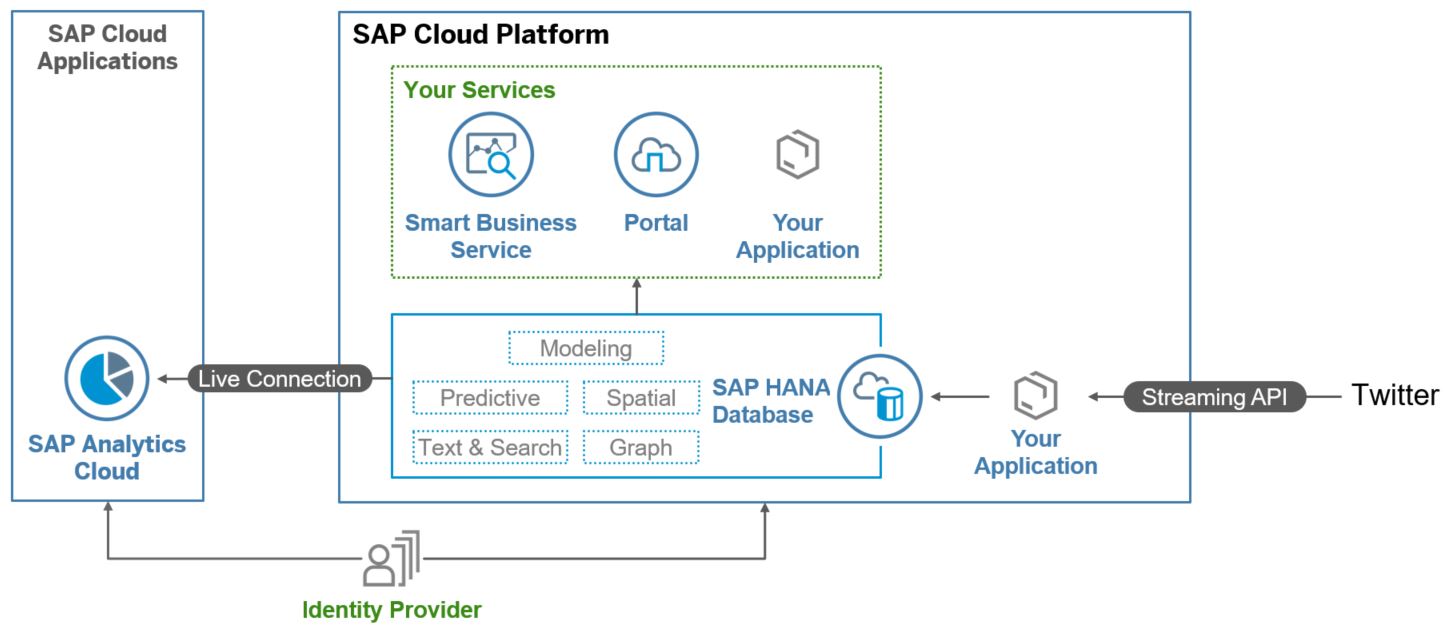 SAP Cloud
Applications
SAP Cloud Platform
Your Services
Smart Business
Service
Portal
Your
Application
Modeling
Predictive
Spatial
Text & Search
Graph
SAP HANA
Database
Live Connection
SAP Analytics
Cloud
Your
Application
Streaming API
Twitter
Identity Provider